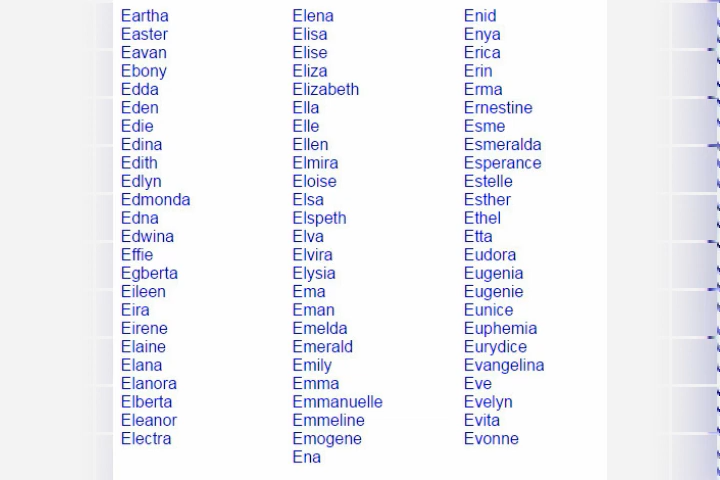 Eartha
Easter
Eavan
Ebony
Edda
Eden
Edie
Edina
Edith
Edlyn
Edmonda
Edna
Edwina
Effie
Egberta
Eileen
Eira
Eirene
Elaine
Elana
Elanora
Elberta
Eleanor
Electra
Elena
Elisa
Elise
Eliza
Elizabeth
Ella
Elle
Ellen
Elmira
Eloise
Elsa
Elspeth
Elva
Elvira
Elysia
Ema
Eman
Emelda
Emerald
Emily
Emma
Emmanuelle
Emmeline
Emogene
Ena
Enid
Enya
Erica
Erin
Erma
Ernestine
Esme
Esmeralda
Esperance
Estelle
Esther
Ethel
Etta
Eudora
Eugenia
Eugenie
Eunice
Euphemia
Eurydice
Evangelina
Eve
Evelyn
Evita
Evonne